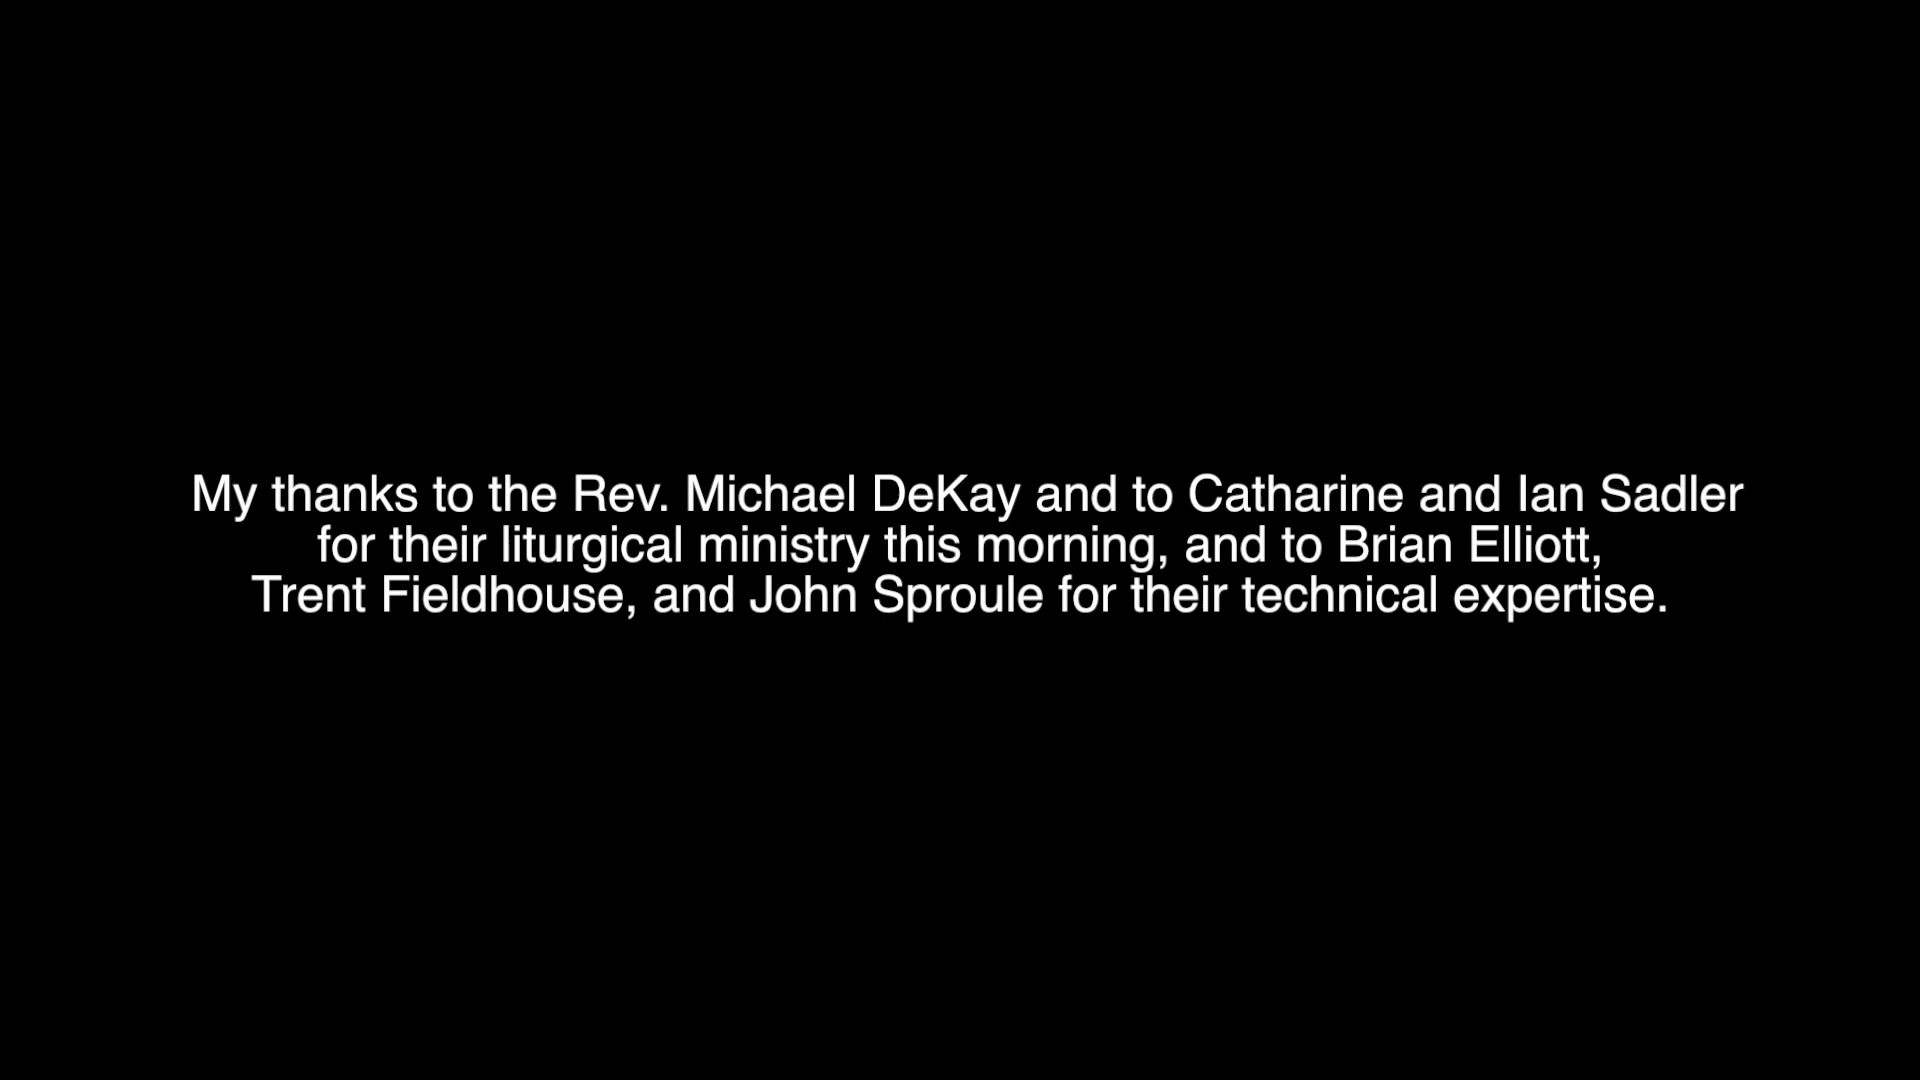 My thanks to the Rev. Michael DeKay and to Catharine and Ian Sadler
for their liturgical ministry this morning, and to Brian Elliott,
Trent Fieldhouse, and John Sproule for their technical expertise.